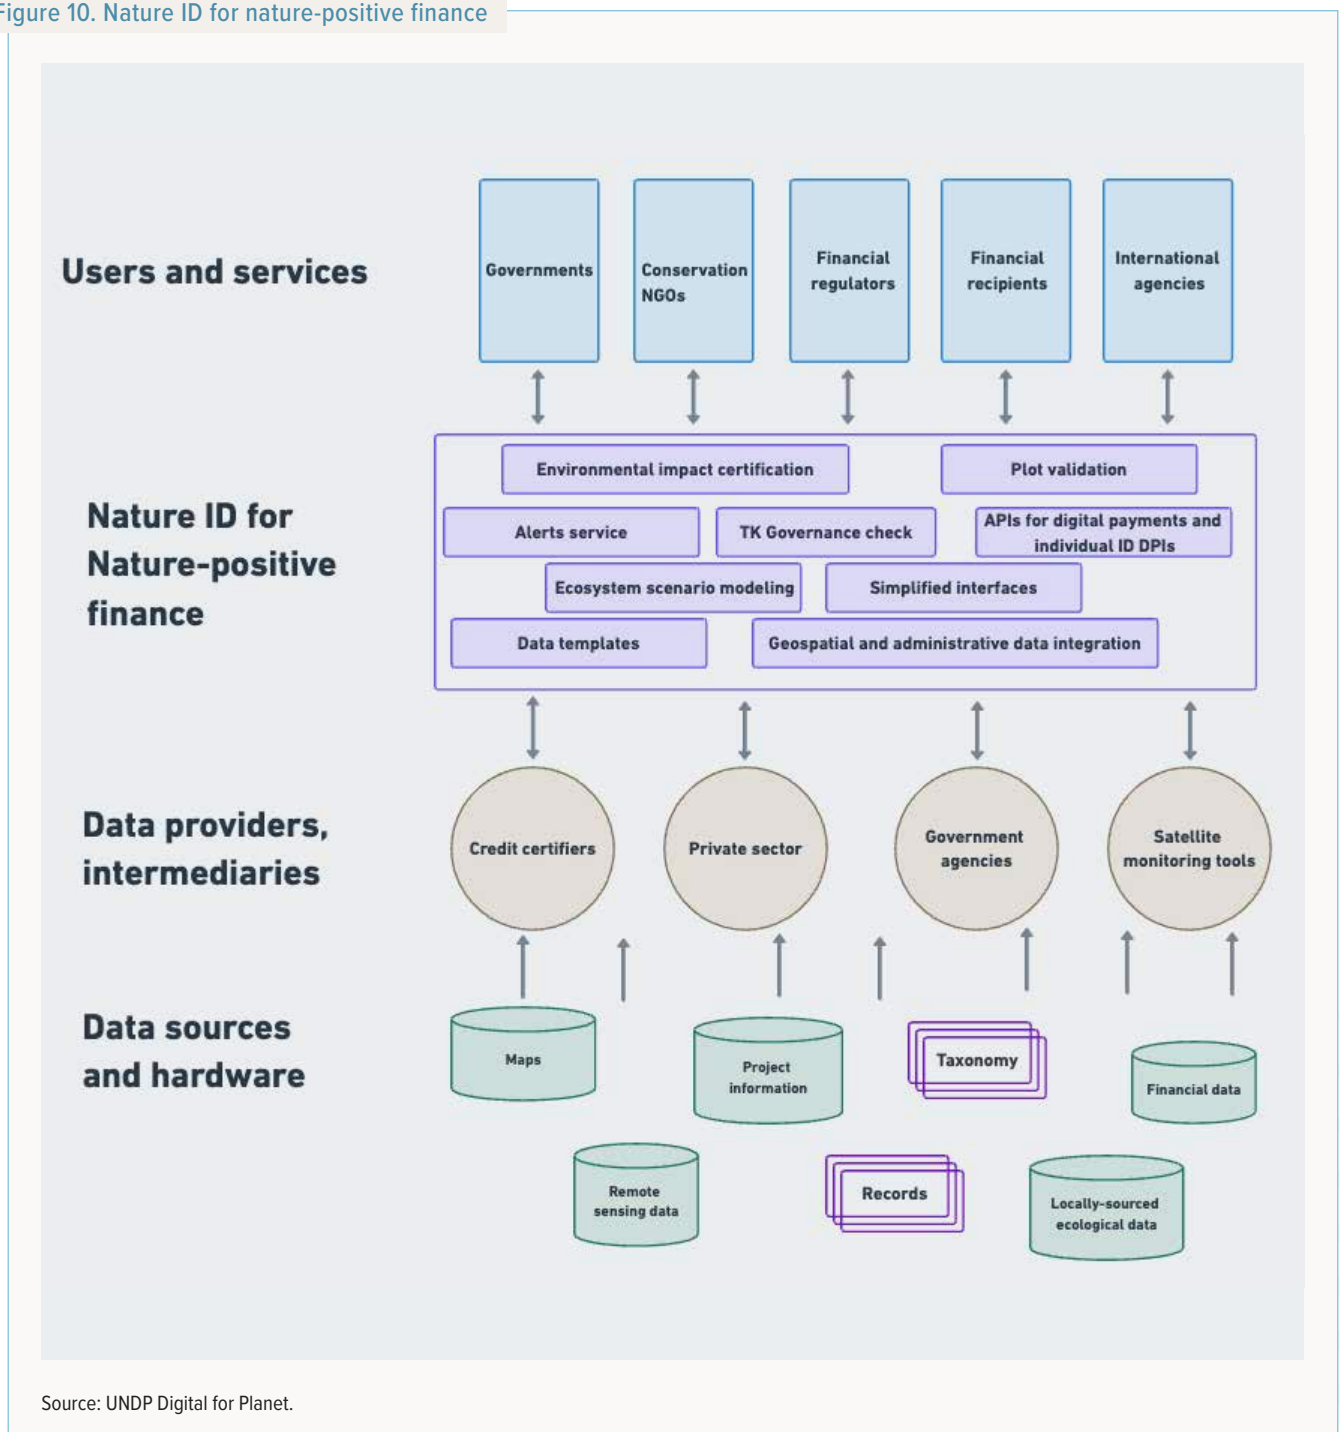 Figure 10. Nature ID for nature-positive finance
Users and services
Governments
Conservation
NGOs
Financial
regulators
Financial
recipients
International
agencies
Nature ID for
Nature-positive
finance
Environmental impact certification
Plot validation
Alerts service
TK Governance check
APIs for digital payments and
individual ID DPIs
Ecosystem scenario modeling
Simplified interfaces
Data templates
Geospatial and administrative data integration
Data providers,
intermediaries
Credit certifiers
Private sector
Government
agencies
Satellite
monitoring tools
Data sources
and hardware
Maps
Project
information
Taxonomy
Financial data
Remote
sensing data
Records
Locally-sourced
ecological data
Source: UNDP Digital for Planet.